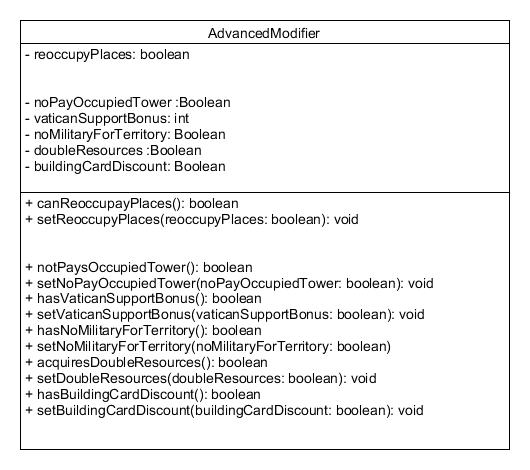 AdvancedModifier
- reoccupyPlaces: boolean
- noPayOccupiedTower :Boolean
- vaticanSupportBonus: int
- noMilitaryForTerritory: Boolean
- doubleResources :Boolean
- buildingCardDiscount: Boolean
+ canReoccupayPlaces(): boolean
+ setReoccupyPlaces(reoccupyPlaces: boolean): void
+ notPaysOccupiedTower(): boolean
+ setNoPayOccupiedTower(noPayOccupiedTower: boolean): void
+ hasVaticanSupportBonus(): boolean
+ setVaticanSupportBonus(vaticanSupportBonus: boolean): void
+ hasNoMilitaryForTerritory(): boolean
+ setNoMilitaryForTerritory(noMilitaryForTerritory: boolean)
+ acquiresDoubleResources(): boolean
+ setDoubleResources(doubleResources: boolean): void
+ hasBuildingCardDiscount(): boolean
+ setBuildingCardDiscount(buildingCardDiscount: boolean): void